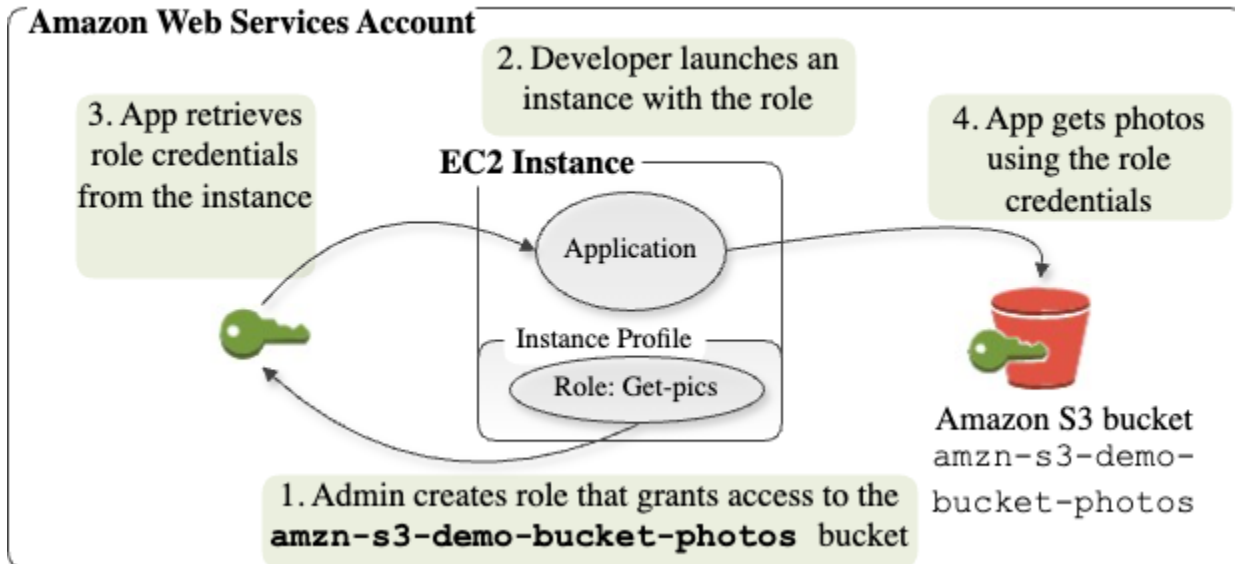 Amazon Web Services Account
2. Developer launches an
instance with the role
3. App retrieves
role credentials
from the instance
4. App gets photos
using the role
credentials
EC2 Instance
Application
Instance Profile
Role: Get-pics
Amazon S3 bucket
amzn-s3-demo-
bucket-photos
1. Admin creates role that grants access to the
amzn-s3-demo-bucket-photos bucket